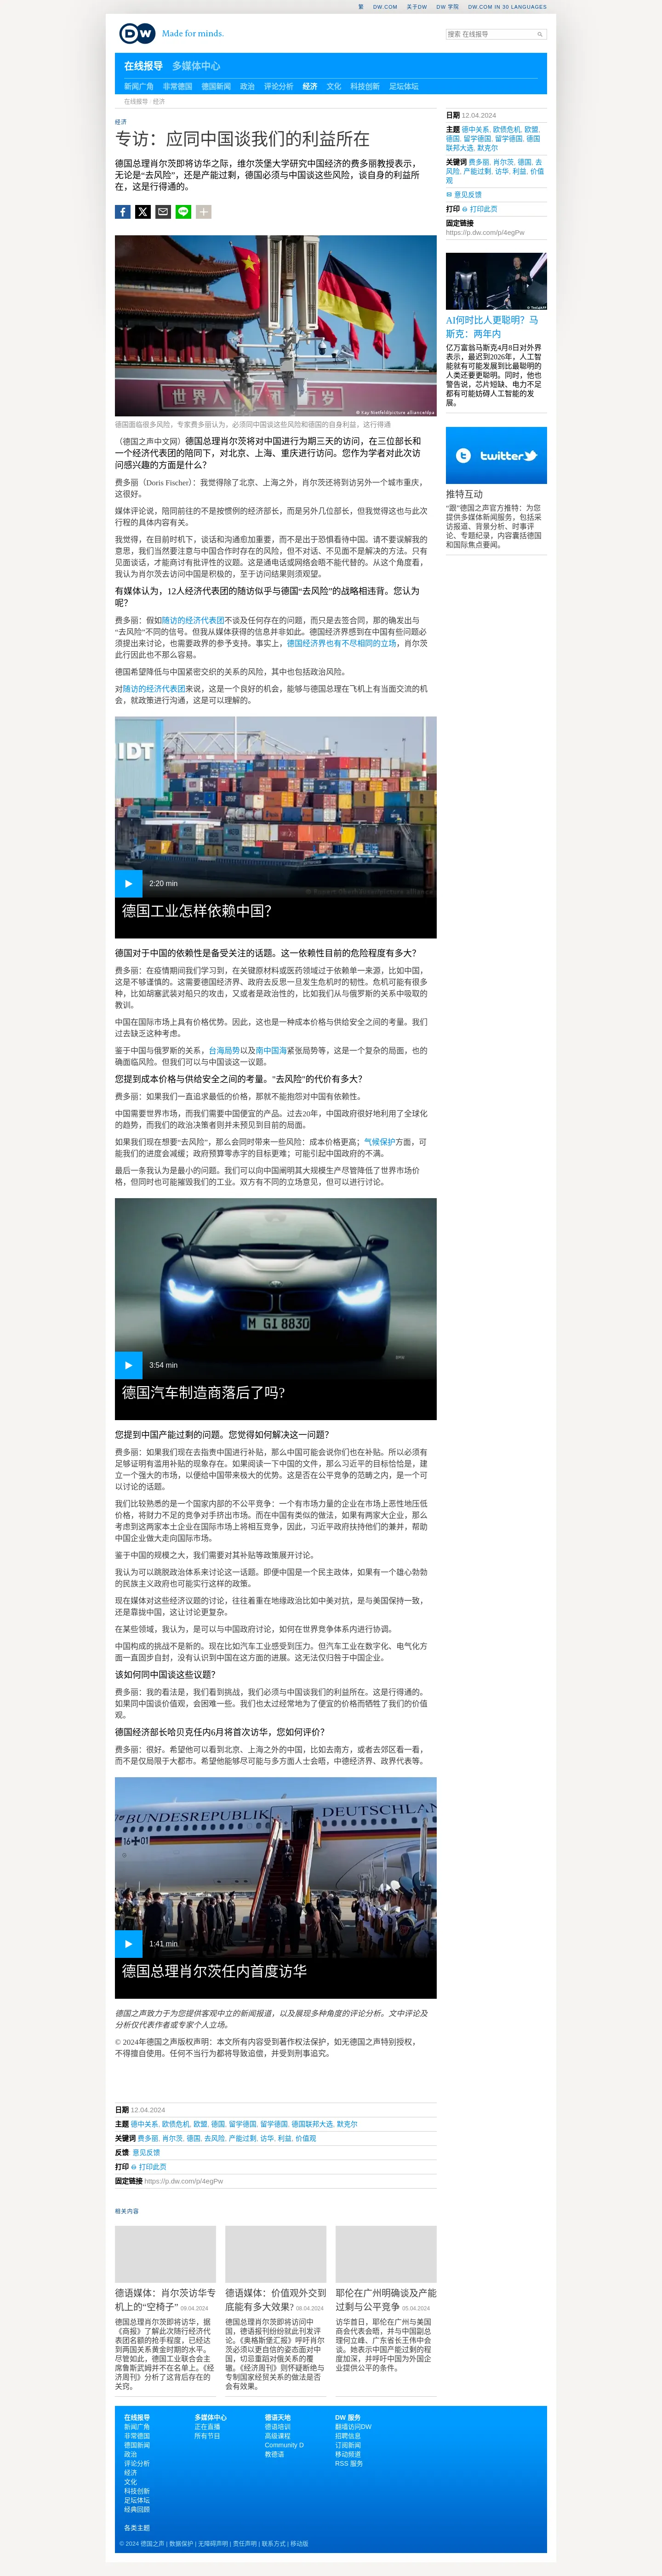 繁 DW.COM 关于DW DW 学院 DW.COM IN 30 LANGUAGES
DW Made for minds.
搜索 在线报导
在线报导 多媒体中心
新闻广角 非常德国 德国新闻 政治 评论分析 经济 文化 科技创新 足坛体坛
在线报导 / 经济
经济
专访：应同中国谈我们的利益所在
德国总理肖尔茨即将访华之际，维尔茨堡大学研究中国经济的费多丽教授表示，
无论是“去风险”，还是产能过剩，德国必须与中国谈这些风险，谈自身的利益所
在，这是行得通的。
世界人民大团结万岁
© Kay Nietfeld/picture alliance/dpa
德国面临很多风险，专家费多丽认为，必须同中国谈这些风险和德国的自身利益，这行得通
（德国之声中文网）德国总理肖尔茨将对中国进行为期三天的访问，在三位部长和
一个经济代表团的陪同下，对北京、上海、重庆进行访问。您作为学者对此次访
问感兴趣的方面是什么？
费多丽（Doris Fischer）：我觉得除了北京、上海之外，肖尔茨还将到访另外一个城市重庆，
这很好。
媒体评论说，陪同前往的不是按惯例的经济部长，而是另外几位部长，但我觉得这也与此次
行程的具体内容有关。
我觉得，在目前时机下，谈话和沟通愈加重要，而不是出于恐惧看待中国。请不要误解我的
意思，我们当然要注意与中国合作时存在的风险，但不对话、不见面不是解决的方法。只有
见面谈话，才能商讨有批评性的议题。这是通电话或网络会晤不能代替的。从这个角度看，
我认为肖尔茨去访问中国是积极的，至于访问结果则须观望。
有媒体认为，12人经济代表团的随访似乎与德国“去风险”的战略相违背。您认为
呢？
费多丽：假如随访的经济代表团不谈及任何存在的问题，而只是去签合同，那的确发出与
“去风险”不同的信号。但我从媒体获得的信息并非如此。德国经济界感到在中国有些问题必
须提出来讨论，也需要政界的参予支持。事实上，德国经济界也有不尽相同的立场，肖尔茨
此行因此也不那么容易。
德国希望降低与中国紧密交织的关系的风险，其中也包括政治风险。
对随访的经济代表团来说，这是一个良好的机会，能够与德国总理在飞机上有当面交流的机
会，就政策进行沟通，这是可以理解的。
IDT
2:20 min
德国工业怎样依赖中国？
德国对于中国的依赖性是备受关注的话题。这一依赖性目前的危险程度有多大？
费多丽：在疫情期间我们学习到，在关键原材料或医药领域过于依赖单一来源，比如中国，
这是不够谨慎的。这需要德国经济界、政府去反思一旦发生危机时的韧性。危机可能有很多
种，比如胡塞武装对船只的攻击，又或者是政治性的，比如我们从与俄罗斯的关系中吸取的
教训。
中国在国际市场上具有价格优势。因此，这也是一种成本价格与供给安全之间的考量。我们
过去缺乏这种考虑。
鉴于中国与俄罗斯的关系，台海局势以及南中国海紧张局势等，这是一个复杂的局面，也的
确面临风险。但我们可以与中国谈这一议题。
您提到成本价格与供给安全之间的考量。“去风险”的代价有多大？
费多丽：如果我们一直追求最低的价格，那就不能抱怨对中国有依赖性。
中国需要世界市场，而我们需要中国便宜的产品。过去20年，中国政府很好地利用了全球化
的趋势，而我们的政治决策者则并未预见到目前的局面。
如果我们现在想要“去风险”，那么会同时带来一些风险：成本价格更高；气候保护方面，可
能我们的进度会减缓；政府预算零赤字的目标更难；可能引起中国政府的不满。
最后一条我认为是最小的问题。我们可以向中国阐明其大规模生产尽管降低了世界市场价
格，但同时也可能摧毁我们的工业。双方有不同的立场意见，但可以进行讨论。
M GI 8830
3:54 min
德国汽车制造商落后了吗？
您提到中国产能过剩的问题。您觉得如何解决这一问题？
费多丽：如果我们现在去指责中国进行补贴，那么中国可能会说你们也在补贴。所以必须有
足够证明有滥用补贴的现象存在。如果阅读一下中国的文件，那么习近平的目标恰恰是，建
立一个强大的市场，以便给中国带来极大的优势。这是否在公平竞争的范畴之内，是一个可
以讨论的话题。
我们比较熟悉的是一个国家内部的不公平竞争：一个有市场力量的企业在市场上恶性地压低
价格，将财力不足的竞争对手挤出市场。而在中国有类似的做法，如果有两家大企业，那么
考虑到这两家本土企业在国际市场上将相互竞争，因此，习近平政府扶持他们的兼并，帮助
中国企业做大走向国际市场。
鉴于中国的规模之大，我们需要对其补贴等政策展开讨论。
我认为可以跳脱政治体系来讨论这一话题。即便中国是一个民主政体，如果有一个雄心勃勃
的民族主义政府也可能实行这样的政策。
现在媒体对这些经济议题的讨论，往往着重在地缘政治比如中美对抗，是与美国保持一致，
还是靠拢中国，这让讨论更复杂。
在某些领域，我认为，是可以与中国政府讨论，如何在世界竞争体系内进行协调。
中国构成的挑战不是新的。现在比如汽车工业感受到压力。但汽车工业在数字化、电气化方
面一直固步自封，没有认识到中国在这方面的进展。这无法仅归咎于中国企业。
该如何同中国谈这些议题？
费多丽：我的看法是，我们看到挑战，我们必须与中国谈我们的利益所在。这是行得通的。
如果同中国谈价值观，会困难一些。我们也太过经常地为了便宜的价格而牺牲了我们的价值
观。
德国经济部长哈贝克任内6月将首次访华，您如何评价？
费多丽：很好。希望他可以看到北京、上海之外的中国，比如去南方，或者去郊区看一看，
而不是仅局限于大都市。希望他能够尽可能与多方面人士会晤，中德经济界、政界代表等。
BUNDESREPUBLIK DEUTSCHLAND
16+01
1:41 min
德国总理肖尔茨任内首度访华
德国之声致力于为您提供客观中立的新闻报道，以及展现多种角度的评论分析。文中评论及
分析仅代表作者或专家个人立场。
© 2024年德国之声版权声明：本文所有内容受到著作权法保护，如无德国之声特别授权，
不得擅自使用。任何不当行为都将导致追偿，并受到刑事追究。
日期 12.04.2024
主题 德中关系, 欧债危机, 欧盟, 德国, 留学德国, 留学德国, 德国联邦大选, 默克尔
关键词 费多丽, 肖尔茨, 德国, 去风险, 产能过剩, 访华, 利益, 价值观
反馈 意见反馈
打印 打印此页
固定链接 https://p.dw.com/p/4egPw
日期 12.04.2024
主题 德中关系, 欧债危机, 欧盟,
德国, 留学德国, 留学德国, 德国
联邦大选, 默克尔
关键词 费多丽, 肖尔茨, 德国, 去
风险, 产能过剩, 访华, 利益, 价值
观
意见反馈
打印 打印此页
固定链接
https://p.dw.com/p/4egPw
AI何时比人更聪明？马
斯克：两年内
亿万富翁马斯克4月8日对外界
表示，最迟到2026年，人工智
能就有可能发展到比最聪明的
人类还要更聪明。同时，他也
警告说，芯片短缺、电力不足
都有可能妨碍人工智能的发
展。
twitter
推特互动
“跟”德国之声官方推特：为您
提供多媒体新闻服务，包括采
访报道、背景分析、时事评
论、专题纪录，内容囊括德国
和国际焦点要闻。
相关内容
德语媒体：肖尔茨访华专
机上的“空椅子” 09.04.2024
德国总理肖尔茨即将访华，据
《商报》了解此次随行经济代
表团名额的抢手程度，已经达
到两国关系黄金时期的水平。
尽管如此，德国工业联合会主
席鲁斯武姆并不在名单上。《经
济周刊》分析了这背后存在的
关窍。
德语媒体：价值观外交到
底能有多大效果? 08.04.2024
德国总理肖尔茨即将访问中
国，德语报刊纷纷就此刊发评
论。《奥格斯堡汇报》呼吁肖尔
茨必须以更自信的姿态面对中
国，切忌重蹈对俄关系的覆
辙。《经济周刊》则怀疑断绝与
专制国家经贸关系的做法是否
会有效果。
耶伦在广州明确谈及产能
过剩与公平竞争 05.04.2024
访华首日，耶伦在广州与美国
商会代表会晤，并与中国副总
理何立峰、广东省长王伟中会
谈。她表示中国产能过剩的程
度加深，并呼吁中国为外国企
业提供公平的条件。
在线报导
新闻广角
非常德国
德国新闻
政治
评论分析
经济
文化
科技创新
足坛体坛
经典回顾
各类主题
多媒体中心
正在直播
所有节目
德语天地
德语培训
高级课程
Community D
教德语
DW 服务
翻墙访问DW
招聘信息
订阅新闻
移动频道
RSS 服务
© 2024 德国之声 | 数据保护 | 无障碍声明 | 责任声明 | 联系方式 | 移动版